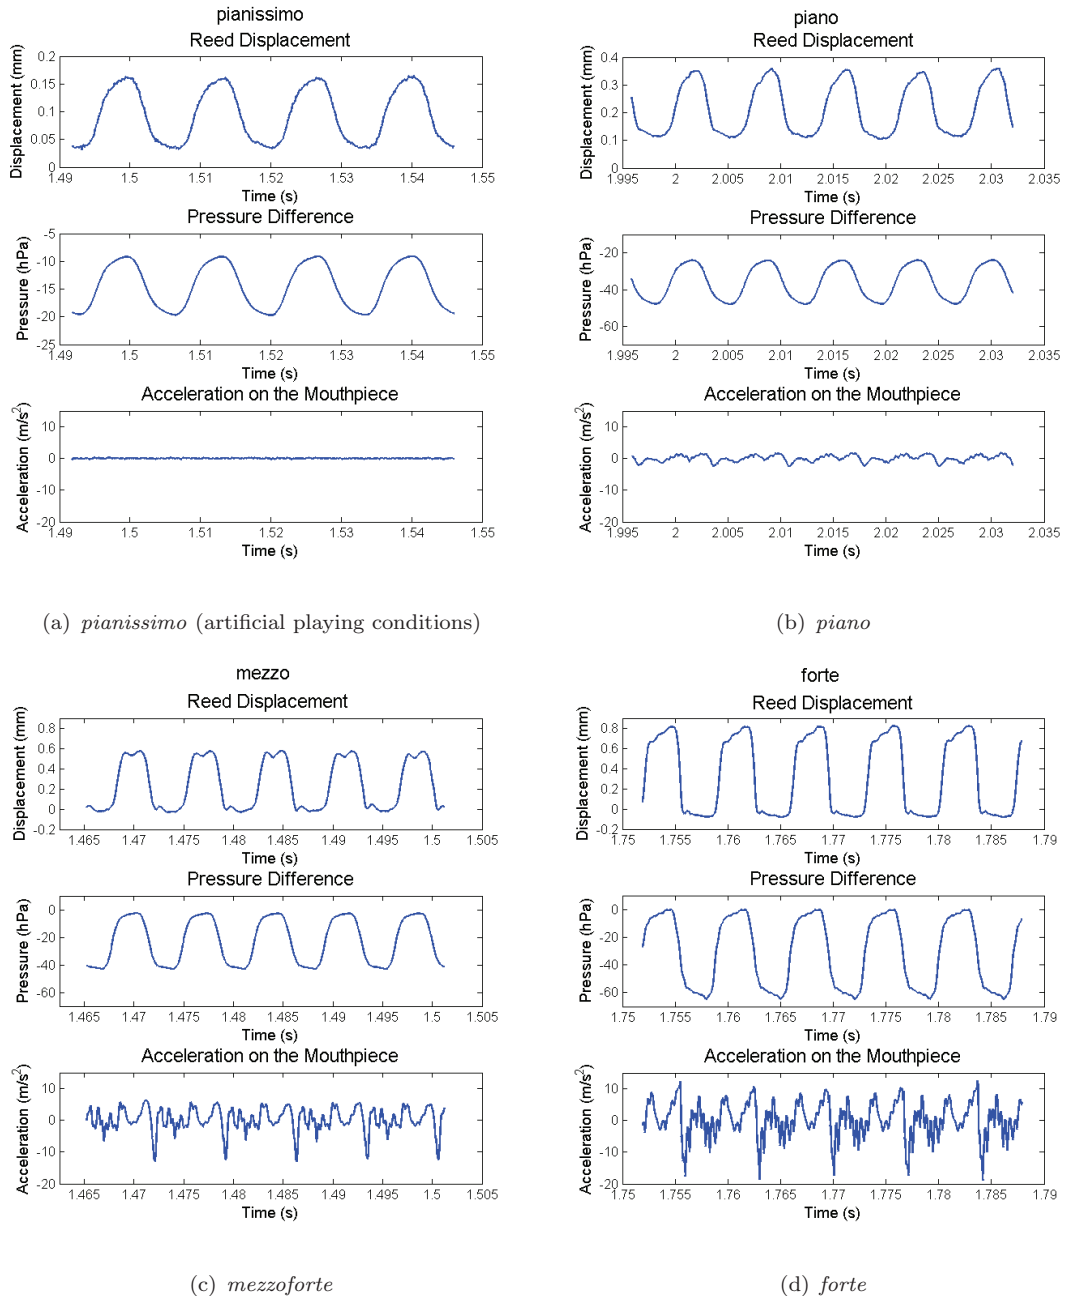 pianissimo
Reed Displacement
Displacement (mm)
0.2
0.15
0.1
0.05
0
1.49 1.5 1.51 1.52 1.53 1.54 1.55
Time (s)
Pressure Difference
Pressure (hPa)
-5
-10
-15
-20
-25
1.49 1.5 1.51 1.52 1.53 1.54 1.55
Time (s)
Acceleration on the Mouthpiece
Acceleration (m/s²)
10
0
-10
-20
1.49 1.5 1.51 1.52 1.53 1.54 1.55
Time (s)
(a) pianissimo (artificial playing conditions)
piano
Reed Displacement
Displacement (mm)
0.4
0.3
0.2
0.1
0
1.995 2 2.005 2.01 2.015 2.02 2.025 2.03 2.035
Time (s)
Pressure Difference
Pressure (hPa)
-20
-40
-60
1.995 2 2.005 2.01 2.015 2.02 2.025 2.03 2.035
Time (s)
Acceleration on the Mouthpiece
Acceleration (m/s²)
10
0
-10
-20
1.995 2 2.005 2.01 2.015 2.02 2.025 2.03 2.035
Time (s)
(b) piano
mezzo
Reed Displacement
Displacement (mm)
0.8
0.6
0.4
0.2
0
-0.2
1.465 1.47 1.475 1.48 1.485 1.49 1.495 1.5 1.505
Time (s)
Pressure Difference
Pressure (hPa)
0
-20
-40
-60
1.465 1.47 1.475 1.48 1.485 1.49 1.495 1.5 1.505
Time (s)
Acceleration on the Mouthpiece
Acceleration (m/s²)
10
0
-10
-20
1.465 1.47 1.475 1.48 1.485 1.49 1.495 1.5 1.505
Time (s)
(c) mezzoforte
forte
Reed Displacement
Displacement (mm)
0.8
0.6
0.4
0.2
0
-0.2
1.75 1.755 1.76 1.765 1.77 1.775 1.78 1.785 1.79
Time (s)
Pressure Difference
Pressure (hPa)
0
-20
-40
-60
1.75 1.755 1.76 1.765 1.77 1.775 1.78 1.785 1.79
Time (s)
Acceleration on the Mouthpiece
Acceleration (m/s²)
10
0
-10
-20
1.75 1.755 1.76 1.765 1.77 1.775 1.78 1.785 1.79
Time (s)
(d) forte